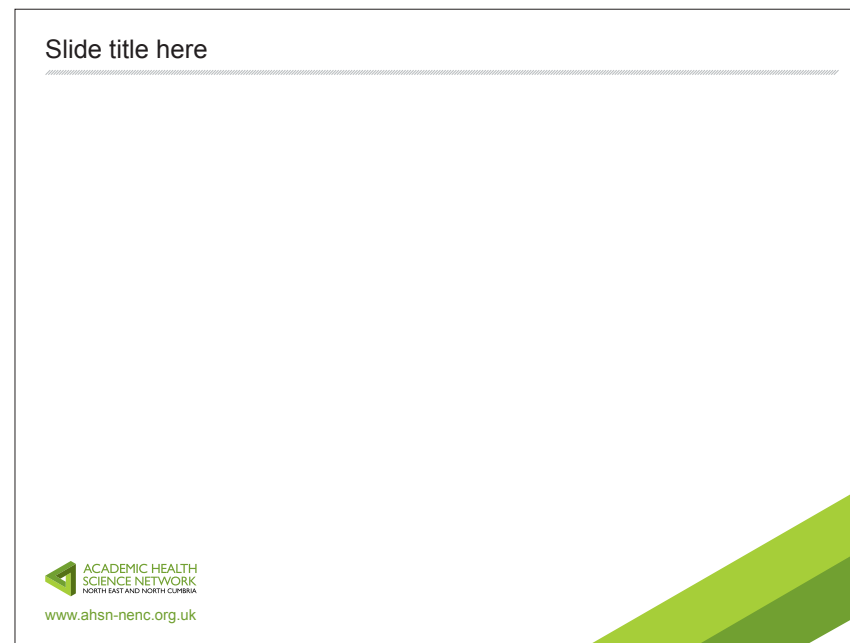 Slide title here
ACADEMIC HEALTH
SCIENCE NETWORK
NORTH EAST AND NORTH CUMBRIA
www.ahsn-nenc.org.uk